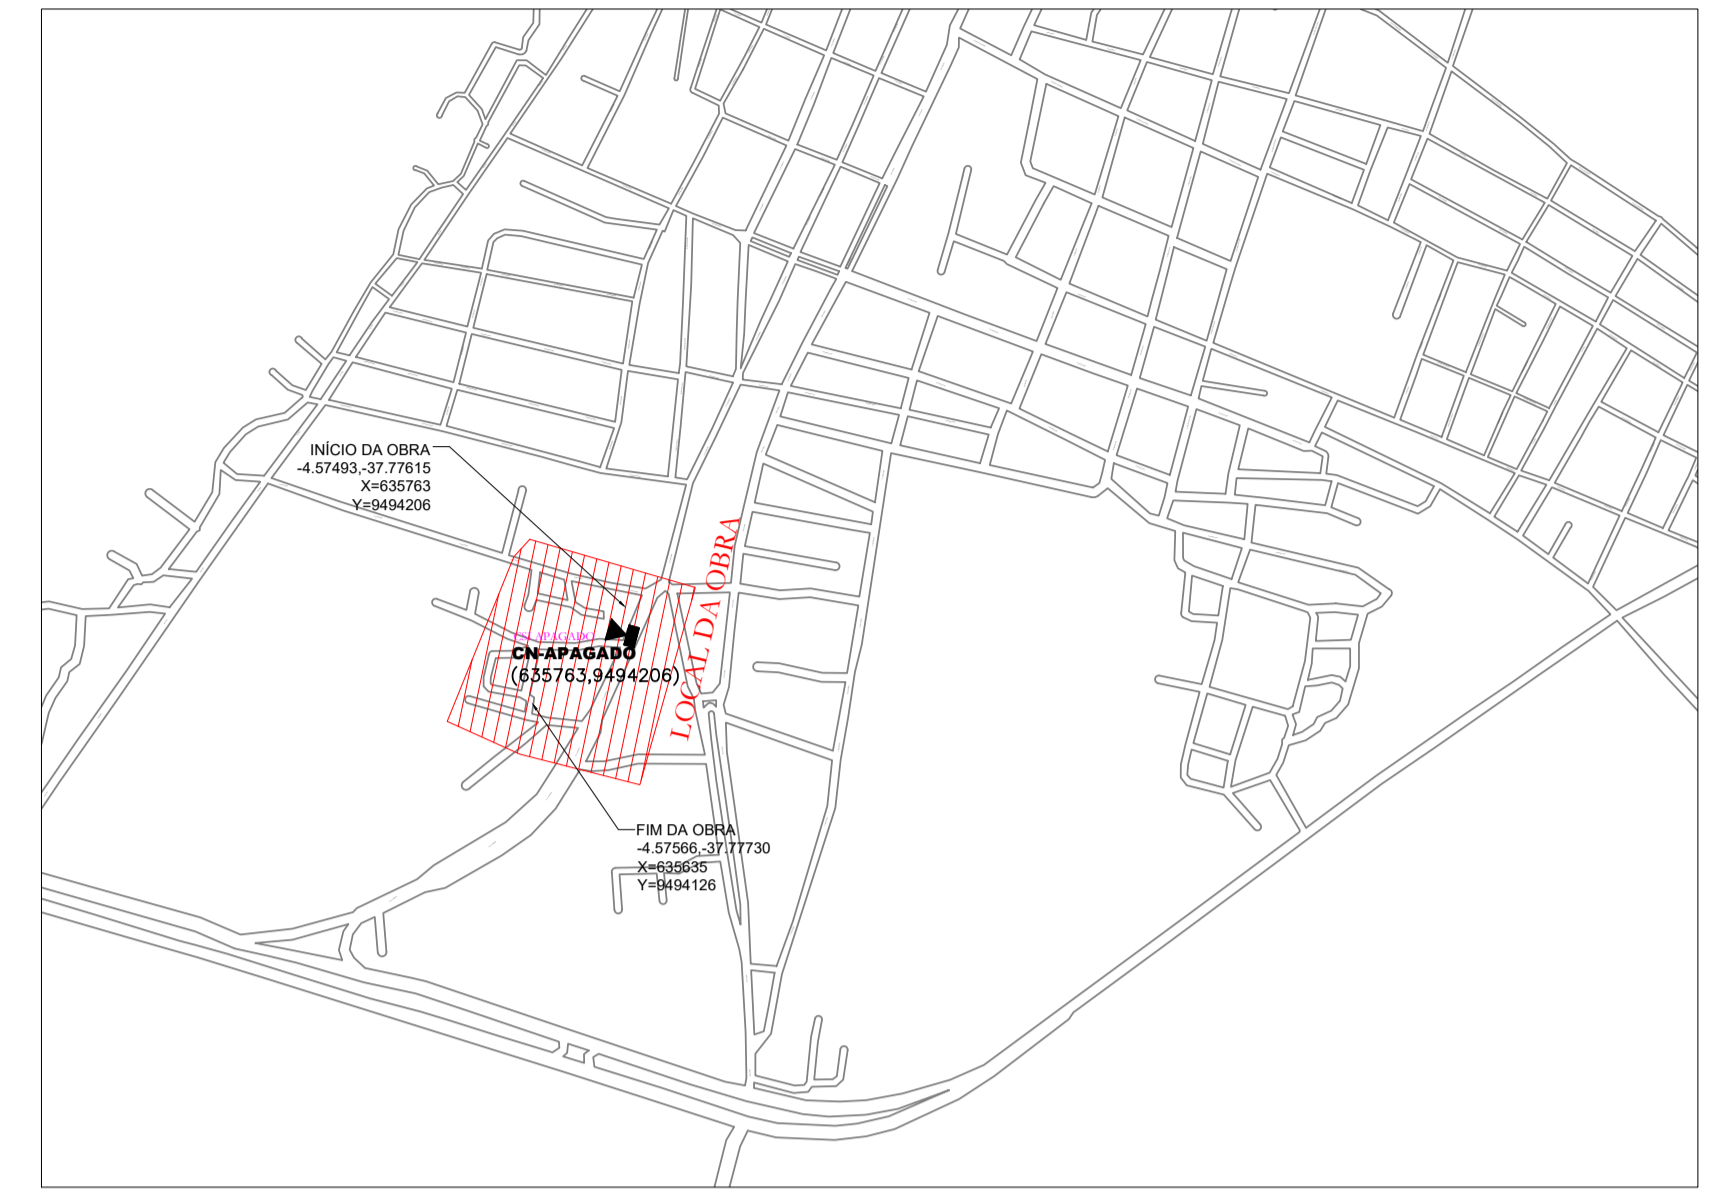 INÍCIO DA OBRA
-4.57493,-37.77615
X=635763
Y=9494206
LOCAL DA OBRA
APAGADO
CN-APAGADO
(635763,9494206)
FIM DA OBRA
-4.57566,-37.77730
X=635635
Y=9494126